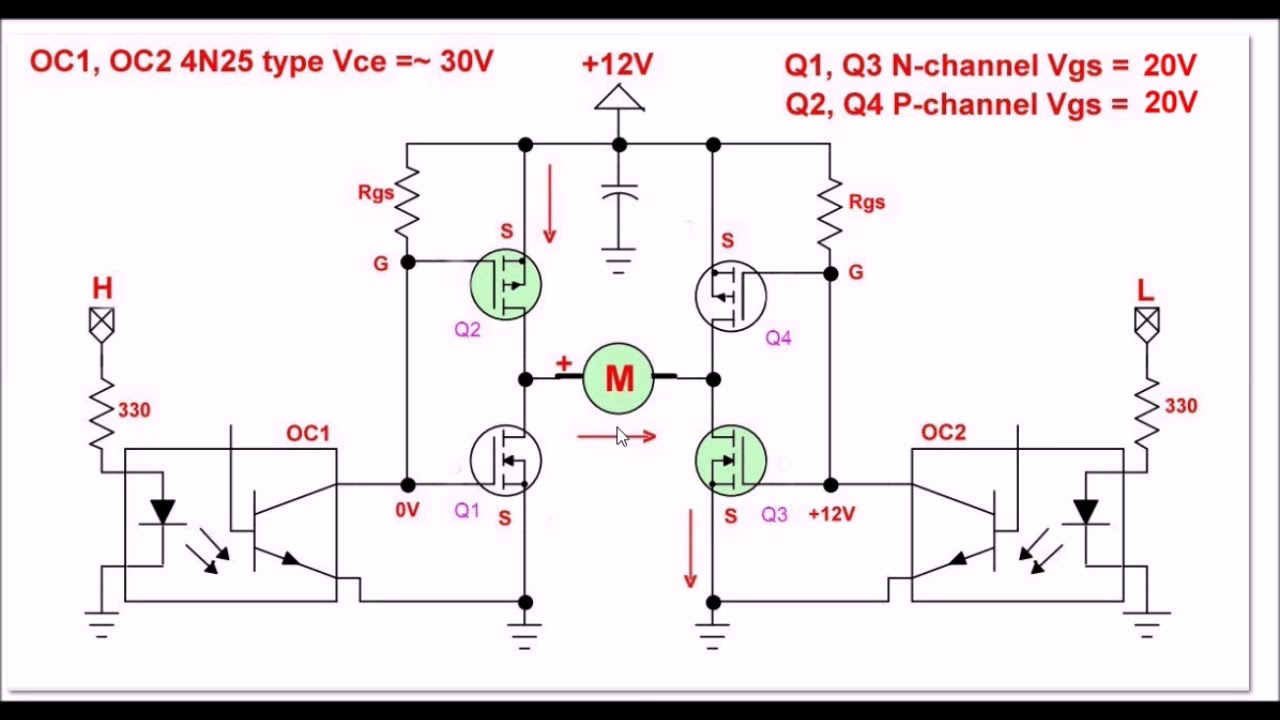 OC1, OC2 4N25 type Vce =~ 30V
+12V
Q1, Q3 N-channel Vgs = 20V
Q2, Q4 P-channel Vgs = 20V
Rgs
Rgs
S
S
G
G
H
L
Q2
Q4
+
M
330
330
OC1
OC2
0V
Q1
S
S
Q3
+12V